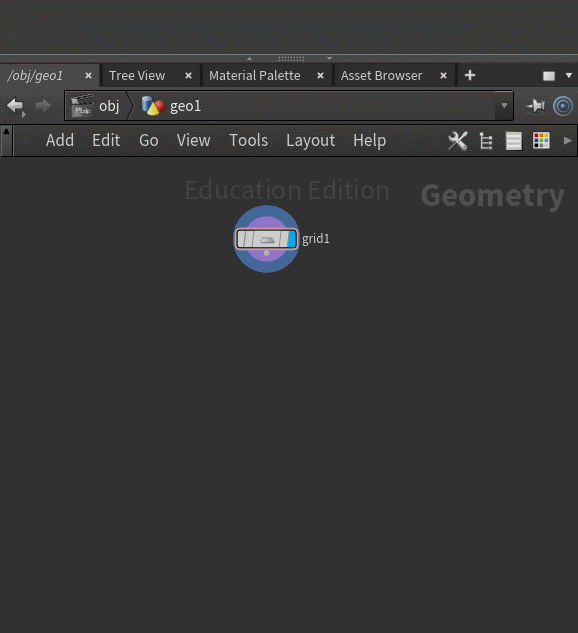 /obj/geo1 Tree View Material Palette Asset Browser
obj geo1
Add Edit Go View Tools Layout Help
Education Edition Geometry
grid1